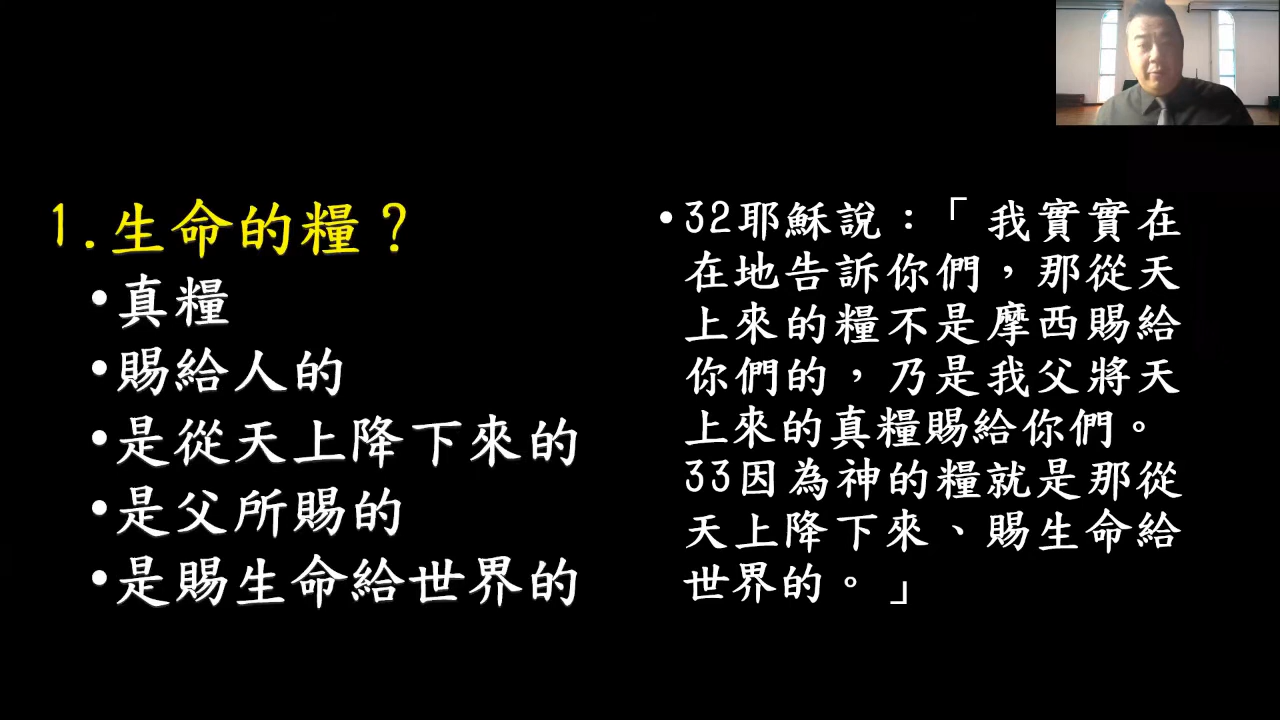 1.生命的糧？
•真糧
•賜給人的
•是從天上降下來的
•是父所賜的
•是賜生命給世界的
•32耶穌說：「我實實在
在地告訴你們，那從天
上來的糧不是摩西賜給
你們的，乃是我父將天
上來的真糧賜給你們。
33因為神的糧就是那從
天上降下來、賜生命給
世界的。」